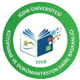 IĞDIR ÜNİVERSİTESİ
KÜTÜPHANE VE DOKÜMANTASYON DAİRE BAŞKANLIĞI
2008